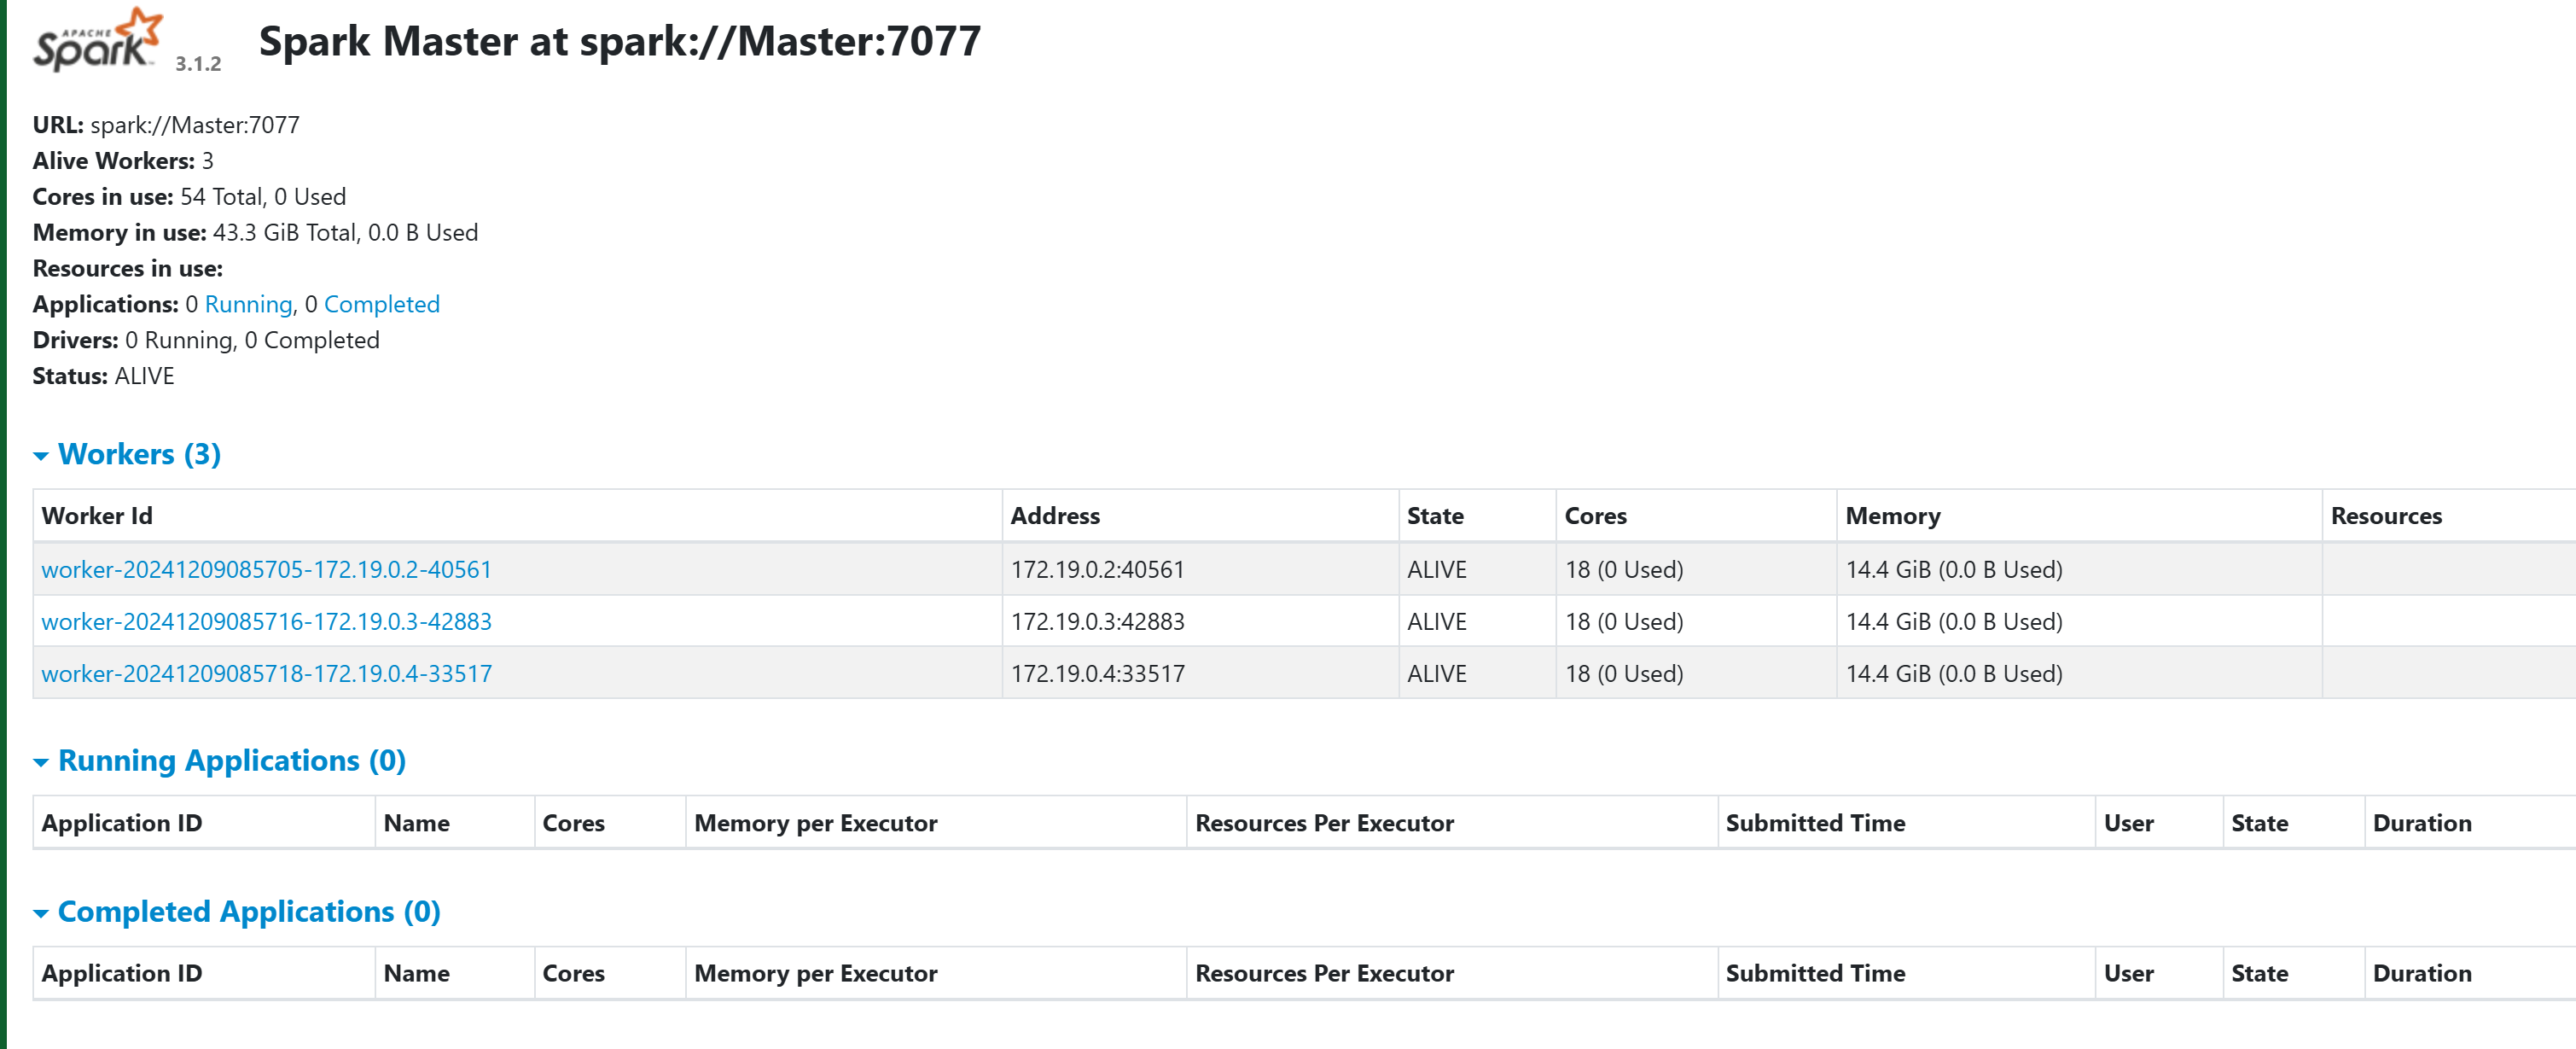 APACHE
Spark™ 3.1.2 Spark Master at spark://Master:7077
URL: spark://Master:7077
Alive Workers: 3
Cores in use: 54 Total, 0 Used
Memory in use: 43.3 GiB Total, 0.0 B Used
Resources in use:
Applications: 0 Running, 0 Completed
Drivers: 0 Running, 0 Completed
Status: ALIVE
Workers (3)
Worker Id Address State Cores Memory Resources
worker-20241209085705-172.19.0.2-40561 172.19.0.2:40561 ALIVE 18 (0 Used) 14.4 GiB (0.0 B Used)
worker-20241209085716-172.19.0.3-42883 172.19.0.3:42883 ALIVE 18 (0 Used) 14.4 GiB (0.0 B Used)
worker-20241209085718-172.19.0.4-33517 172.19.0.4:33517 ALIVE 18 (0 Used) 14.4 GiB (0.0 B Used)
Running Applications (0)
Application ID Name Cores Memory per Executor Resources Per Executor Submitted Time User State Duration
Completed Applications (0)
Application ID Name Cores Memory per Executor Resources Per Executor Submitted Time User State Duration